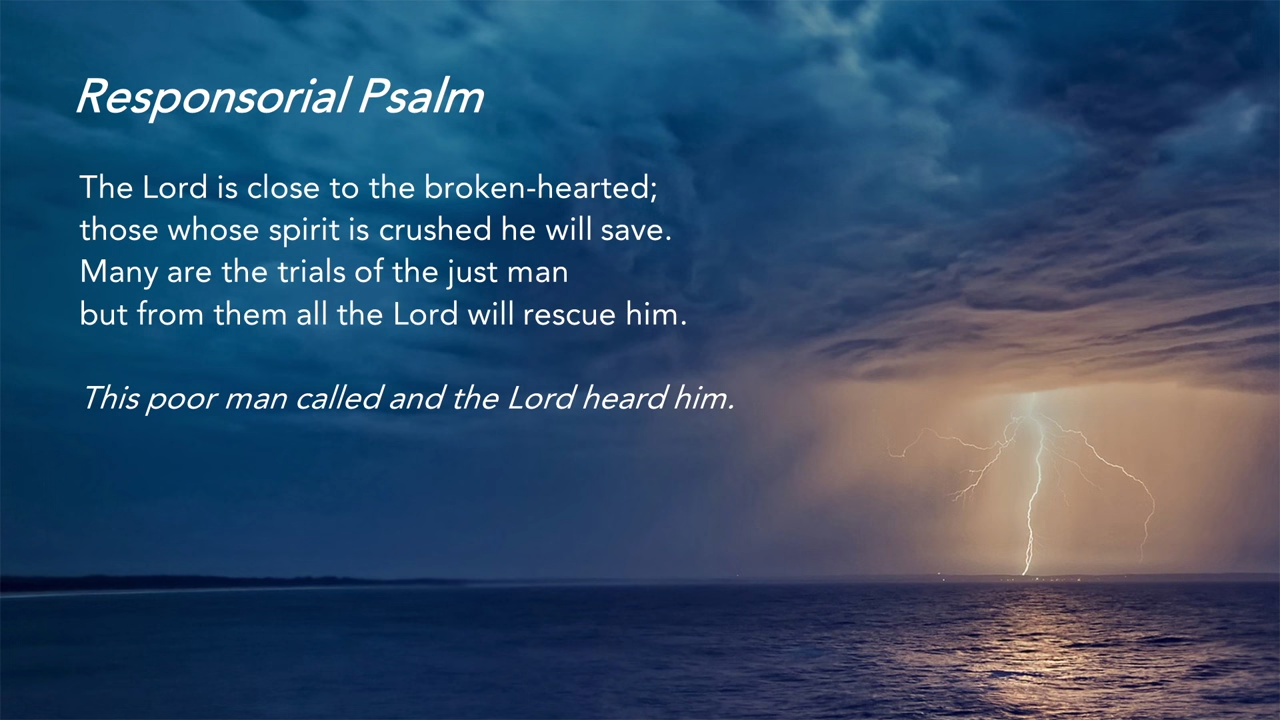 Responsorial Psalm
The Lord is close to the broken-hearted;
those whose spirit is crushed he will save.
Many are the trials of the just man
but from them all the Lord will rescue him.
This poor man called and the Lord heard him.